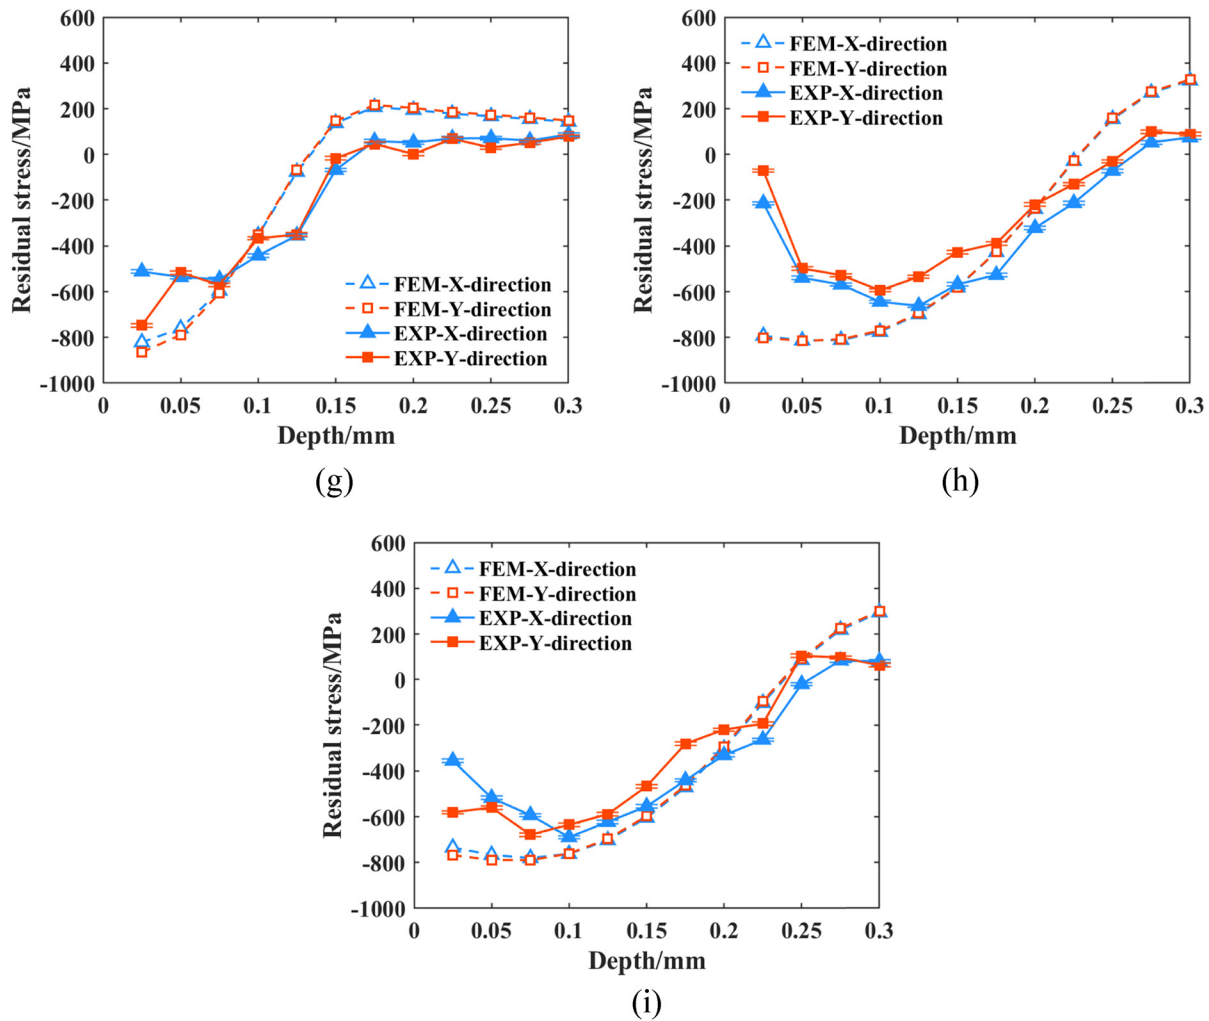 600
400
200
0
-200
-400
-600
-800
-1000
Residual stress/MPa
FEM-X-direction
FEM-Y-direction
EXP-X-direction
EXP-Y-direction
0 0.05 0.1 0.15 0.2 0.25 0.3
Depth/mm
(g)
600
400
200
0
-200
-400
-600
-800
-1000
Residual stress/MPa
FEM-X-direction
FEM-Y-direction
EXP-X-direction
EXP-Y-direction
0 0.05 0.1 0.15 0.2 0.25 0.3
Depth/mm
(h)
600
400
200
0
-200
-400
-600
-800
-1000
Residual stress/MPa
FEM-X-direction
FEM-Y-direction
EXP-X-direction
EXP-Y-direction
0 0.05 0.1 0.15 0.2 0.25 0.3
Depth/mm
(i)